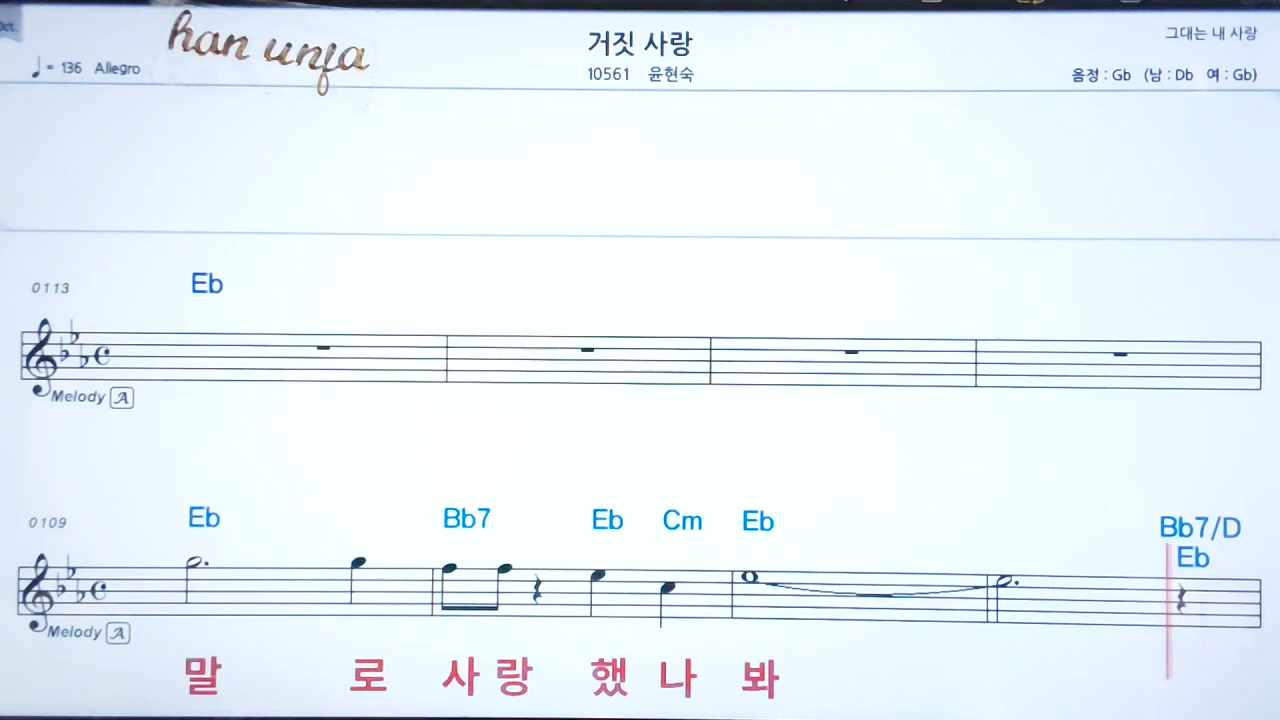 Oct.
han unja
거짓 사랑
그대는 내 사랑
♩= 136 Allegro
10561 윤현숙
음정 : Gb (남 : Db 여 : Gb)
0113
Eb
Melody A
0109
Eb Bb7 Eb Cm Eb Bb7/D
Eb
Melody A
말 로 사 랑 했 나 봐